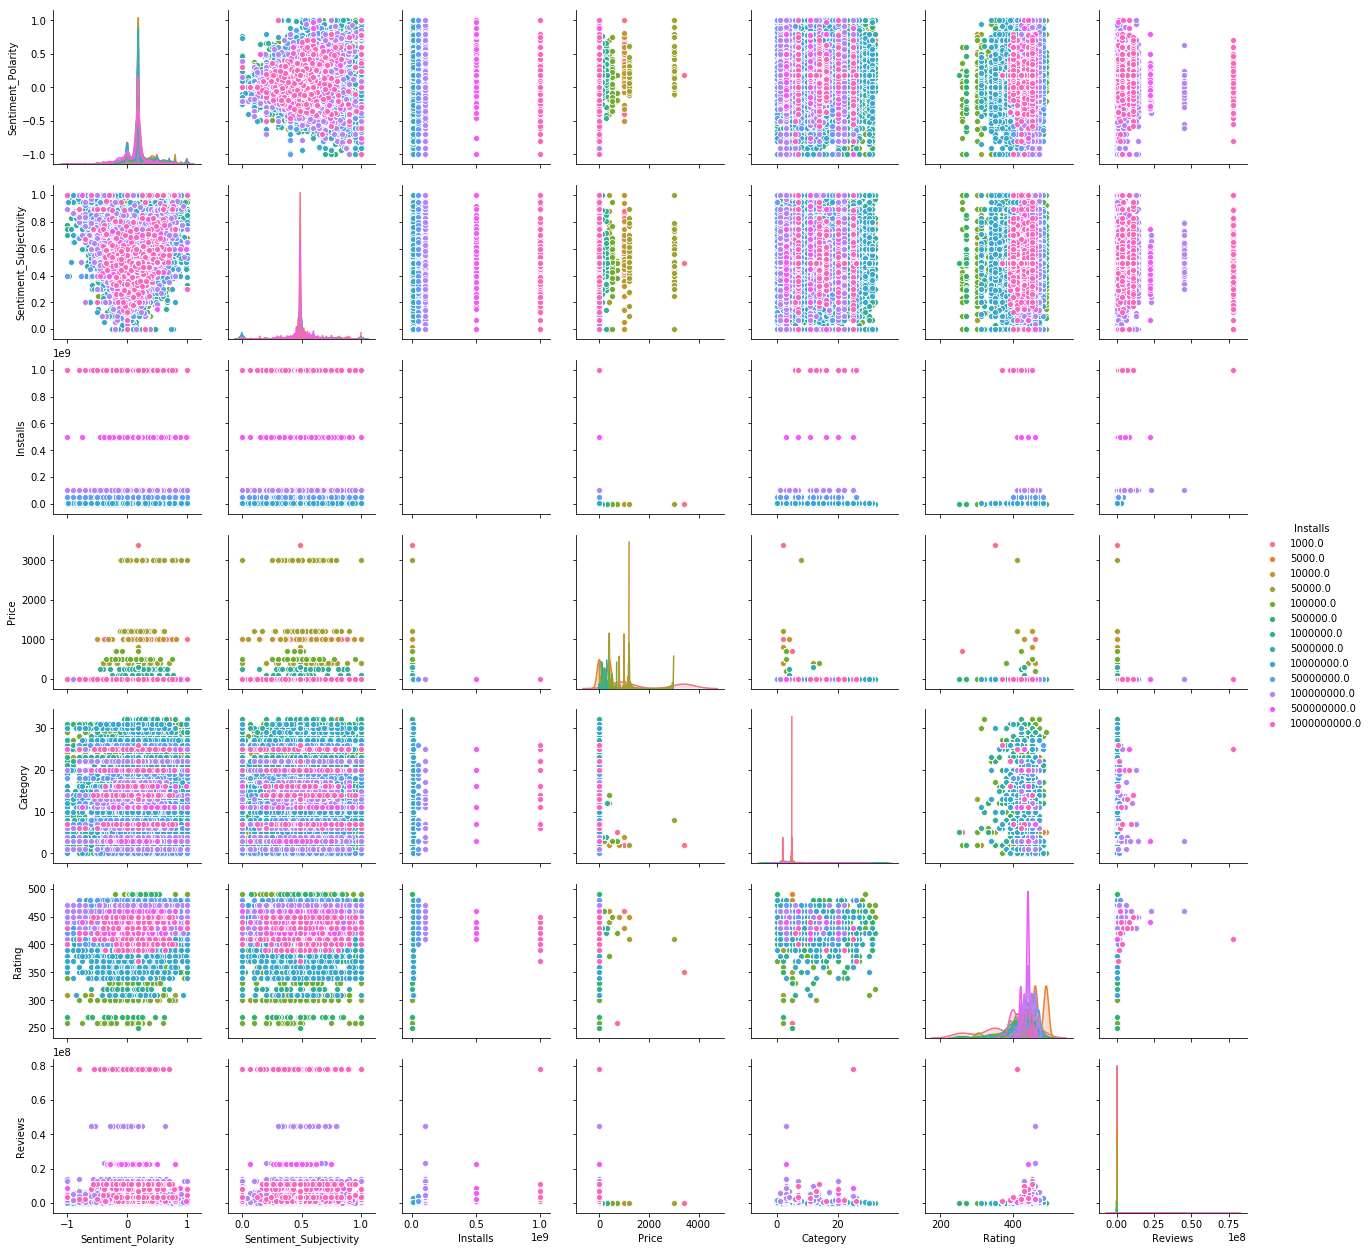 1.0
0.5
0.0
−0.5
−1.0
Sentiment_Polarity
1.0
0.8
0.6
0.4
0.2
0.0
Sentiment_Subjectivity
1e9
1.0
0.8
0.6
0.4
0.2
0.0
Installs
3000
2000
1000
0
Price
30
20
10
0
Category
500
450
400
350
300
250
Rating
1e8
0.8
0.6
0.4
0.2
0.0
Reviews
−1 0 1
Sentiment_Polarity
0.0 0.5 1.0
Sentiment_Subjectivity
0.0 0.5 1.0
Installs 1e9
0 2000 4000
Price
0 20
Category
200 400
Rating
0.00 0.25 0.50 0.75
Reviews 1e8
Installs
1000.0
5000.0
10000.0
50000.0
100000.0
500000.0
1000000.0
5000000.0
10000000.0
50000000.0
100000000.0
500000000.0
1000000000.0